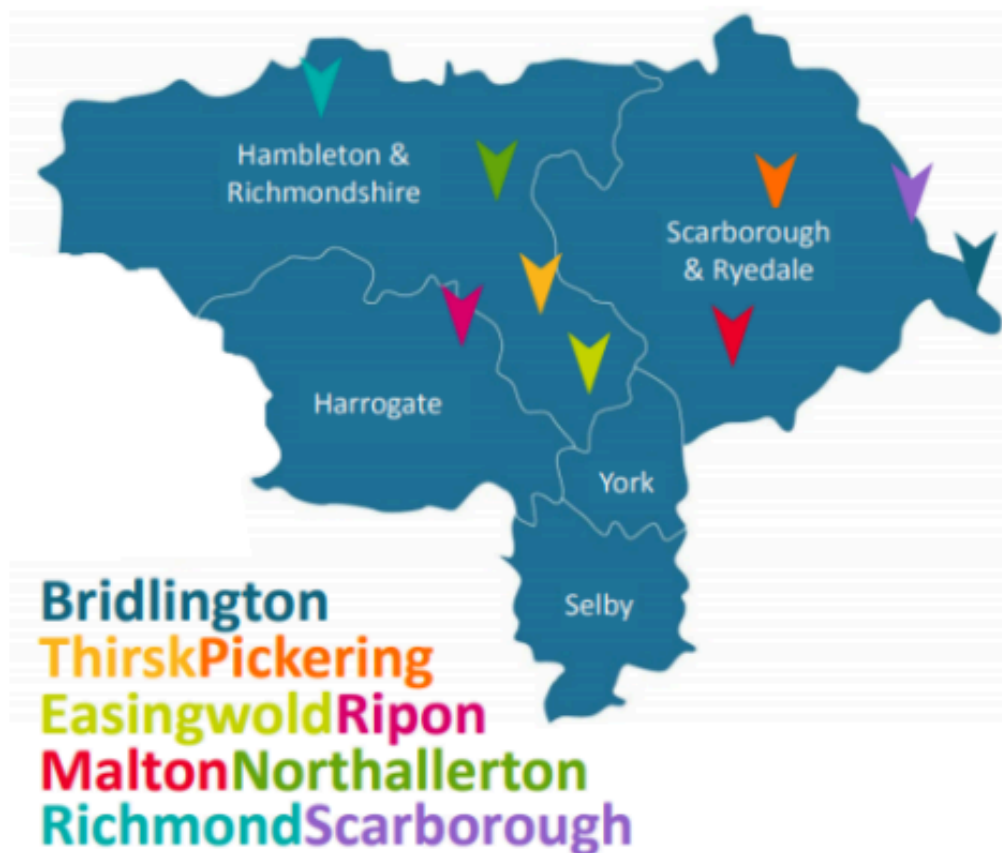 Hambleton &
Richmondshire
Scarborough
& Ryedale
Harrogate
York
Selby
Bridlington
ThirskPickering
EasingwoldRipon
MaltonNorthallerton
RichmondScarborough